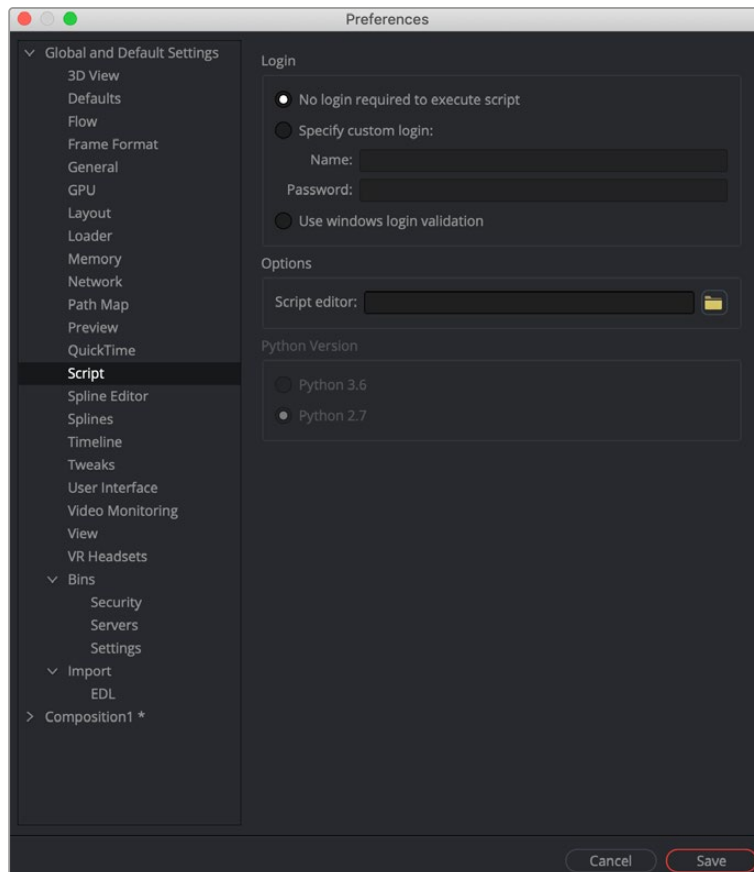 Preferences
Global and Default Settings
3D View
Defaults
Flow
Frame Format
General
GPU
Layout
Loader
Memory
Network
Path Map
Preview
QuickTime
Script
Spline Editor
Splines
Timeline
Tweaks
User Interface
Video Monitoring
View
VR Headsets
Bins
Security
Servers
Settings
Import
EDL
Composition1 *
Login
No login required to execute script
Specify custom login:
Name:
Password:
Use windows login validation
Options
Script editor:
Python Version
Python 3.6
Python 2.7
Cancel
Save